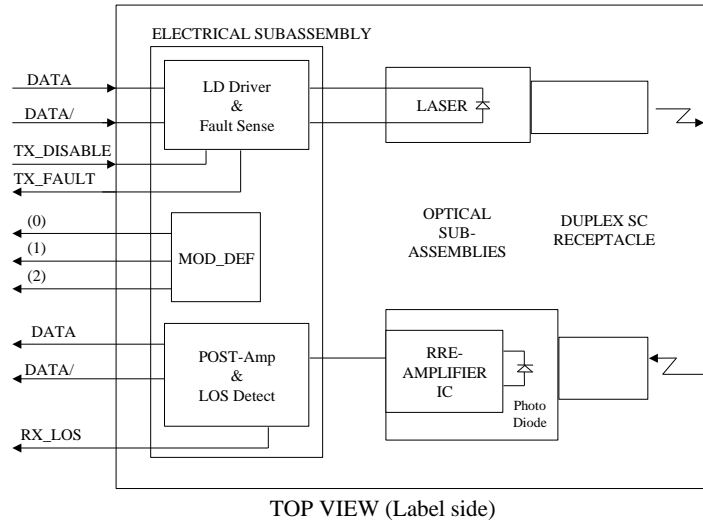 ELECTRICAL SUBASSEMBLY
DATA
DATA/
TX_DISABLE
TX_FAULT
LD Driver
&
Fault Sense
LASER
(0)
(1)
(2)
MOD_DEF
OPTICAL
SUB-
ASSEMBLIES
DUPLEX SC
RECEPTACLE
DATA
DATA/
RX_LOS
POST-Amp
&
LOS Detect
RRE-
AMPLIFIER
IC
Photo
Diode
TOP VIEW (Label side)